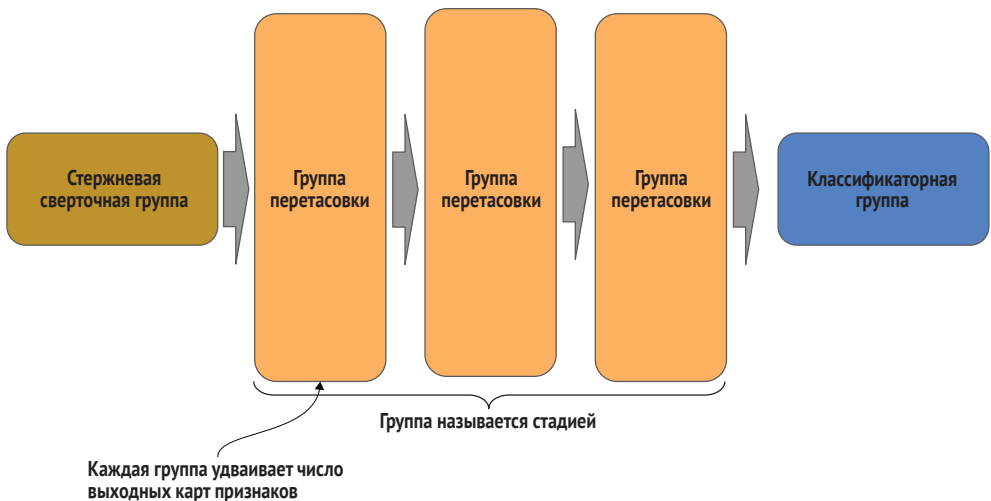 Стержневая
сверточная группа
Группа
перетасовки
Группа
перетасовки
Группа
перетасовки
Классификаторная
группа
Группа называется стадией
Каждая группа удваивает число
выходных карт признаков